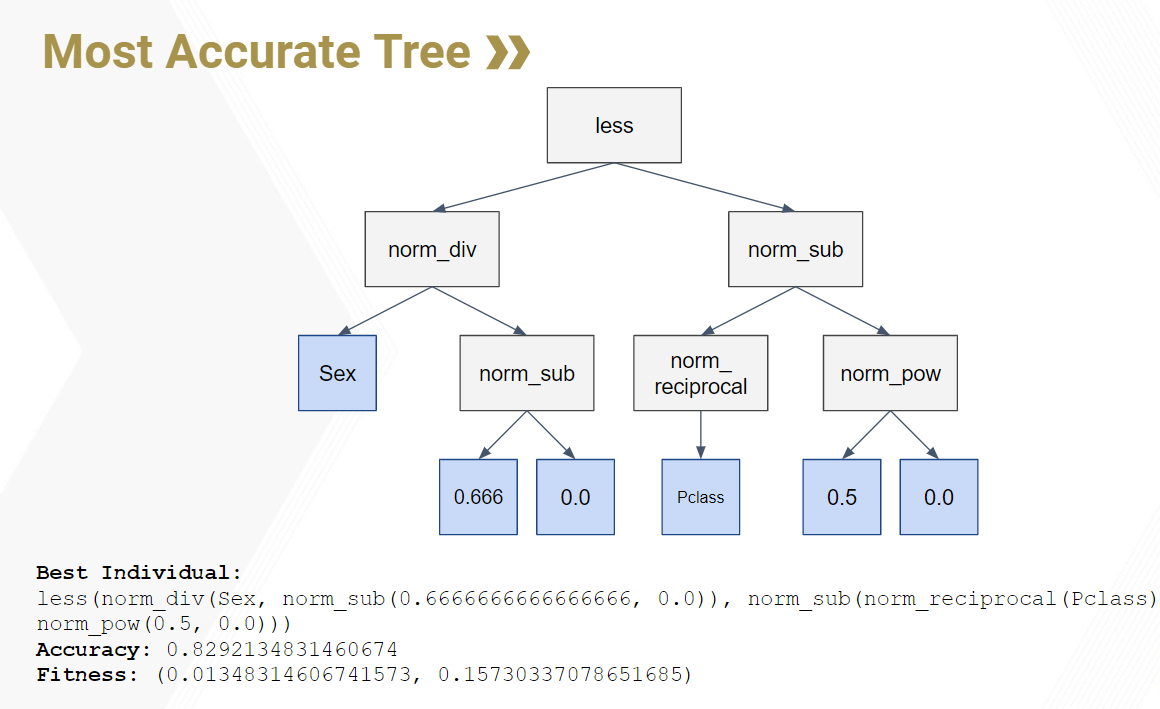 Most Accurate Tree
less
norm_div
norm_sub
Sex
norm_sub
norm_
reciprocal
norm_pow
0.666
0.0
Pclass
0.5
0.0
Best Individual:
less(norm_div(Sex, norm_sub(0.6666666666666666, 0.0)), norm_sub(norm_reciprocal(Pclass)
norm_pow(0.5, 0.0)))
Accuracy: 0.8292134831460674
Fitness: (0.01348314606741573, 0.15730337078651685)